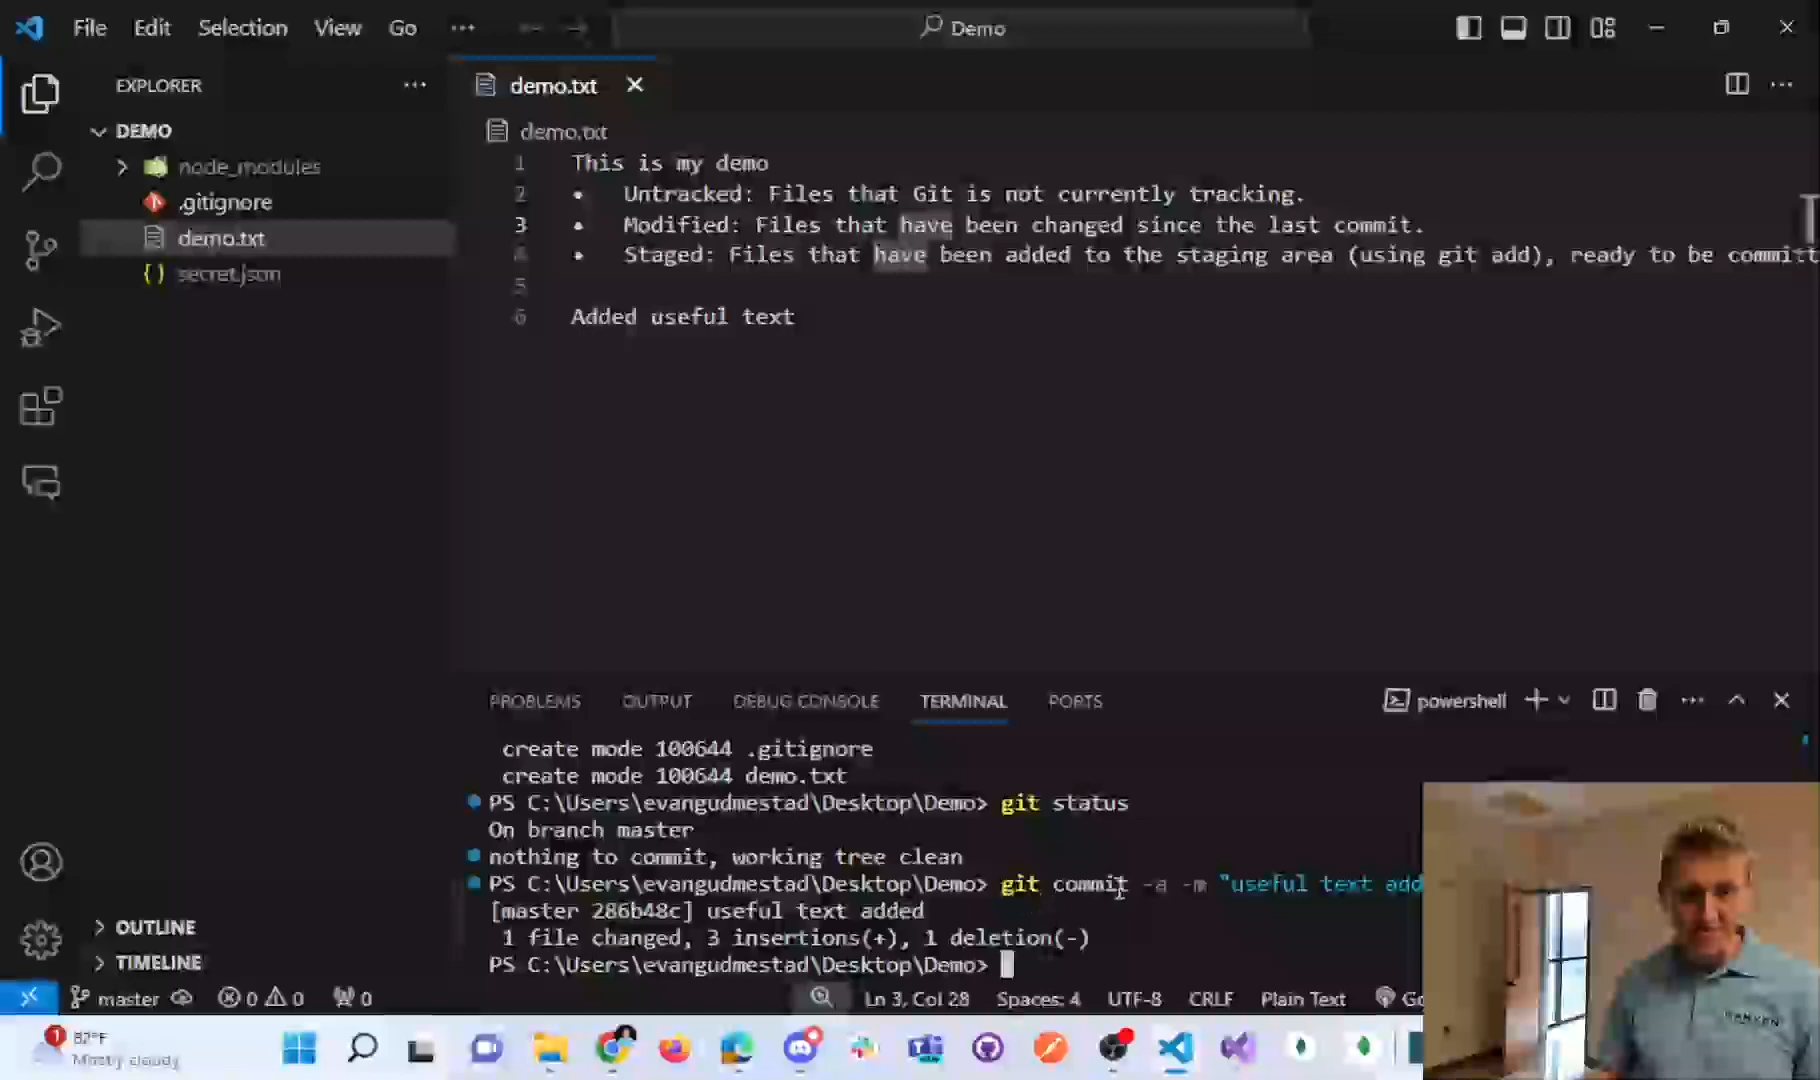 File Edit Selection View Go ... Demo
EXPLORER ...
DEMO
node_modules
.gitignore
demo.txt
secret.json
demo.txt
demo.txt
1 This is my demo
2 • Untracked: Files that Git is not currently tracking.
3 • Modified: Files that have been changed since the last commit.
4 • Staged: Files that have been added to the staging area (using git add), ready to be committ
5
6 Added useful text
PROBLEMS OUTPUT DEBUG CONSOLE TERMINAL PORTS powershell
create mode 100644 .gitignore
create mode 100644 demo.txt
PS C:\Users\evangudmestad\Desktop\Demo> git status
On branch master
nothing to commit, working tree clean
PS C:\Users\evangudmestad\Desktop\Demo> git commit -a -m "useful text add
[master 286b48c] useful text added
1 file changed, 3 insertions(+), 1 deletion(-)
PS C:\Users\evangudmestad\Desktop\Demo>
OUTLINE
TIMELINE
master 0 0 0 Ln 3, Col 28 Spaces: 4 UTF-8 CRLF Plain Text Go
1 82°F
Mostly cloudy
RANKEN